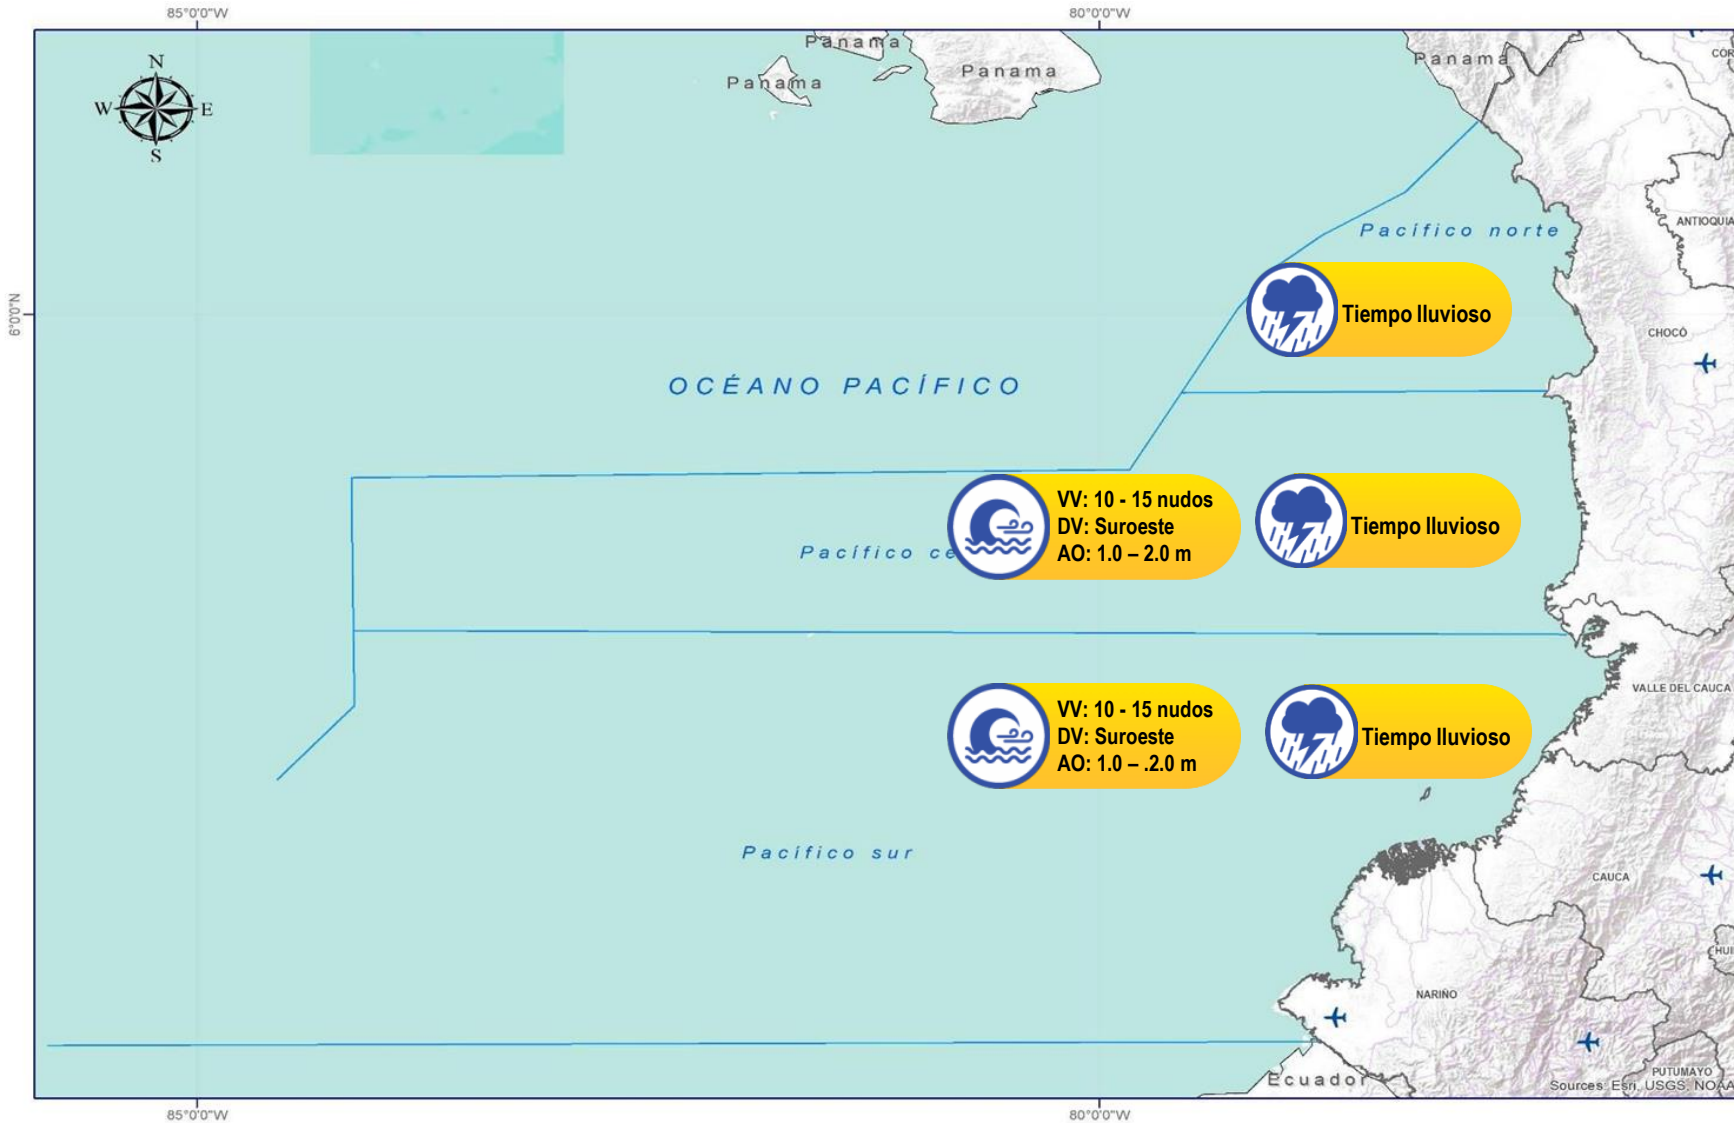 85°0'0"W
80°0'0"W
N
W
E
S
Panama
Panama
Panama
Panama
ANTIOQUIA
Pacífico norte
6°0'0"N
Tiempo lluvioso
CHOCÓ
OCÉANO PACÍFICO
VV: 10 - 15 nudos
DV: Suroeste
AO: 1.0 – 2.0 m
Tiempo lluvioso
Pacífico ce
VALLE DEL CAUCA
VV: 10 - 15 nudos
DV: Suroeste
AO: 1.0 – .2.0 m
Tiempo lluvioso
Pacífico sur
CAUCA
HUI
NARIÑO
PUTUMAYO
Ecuador
Sources: Esri, USGS, NOAA
85°0'0"W
80°0'0"W